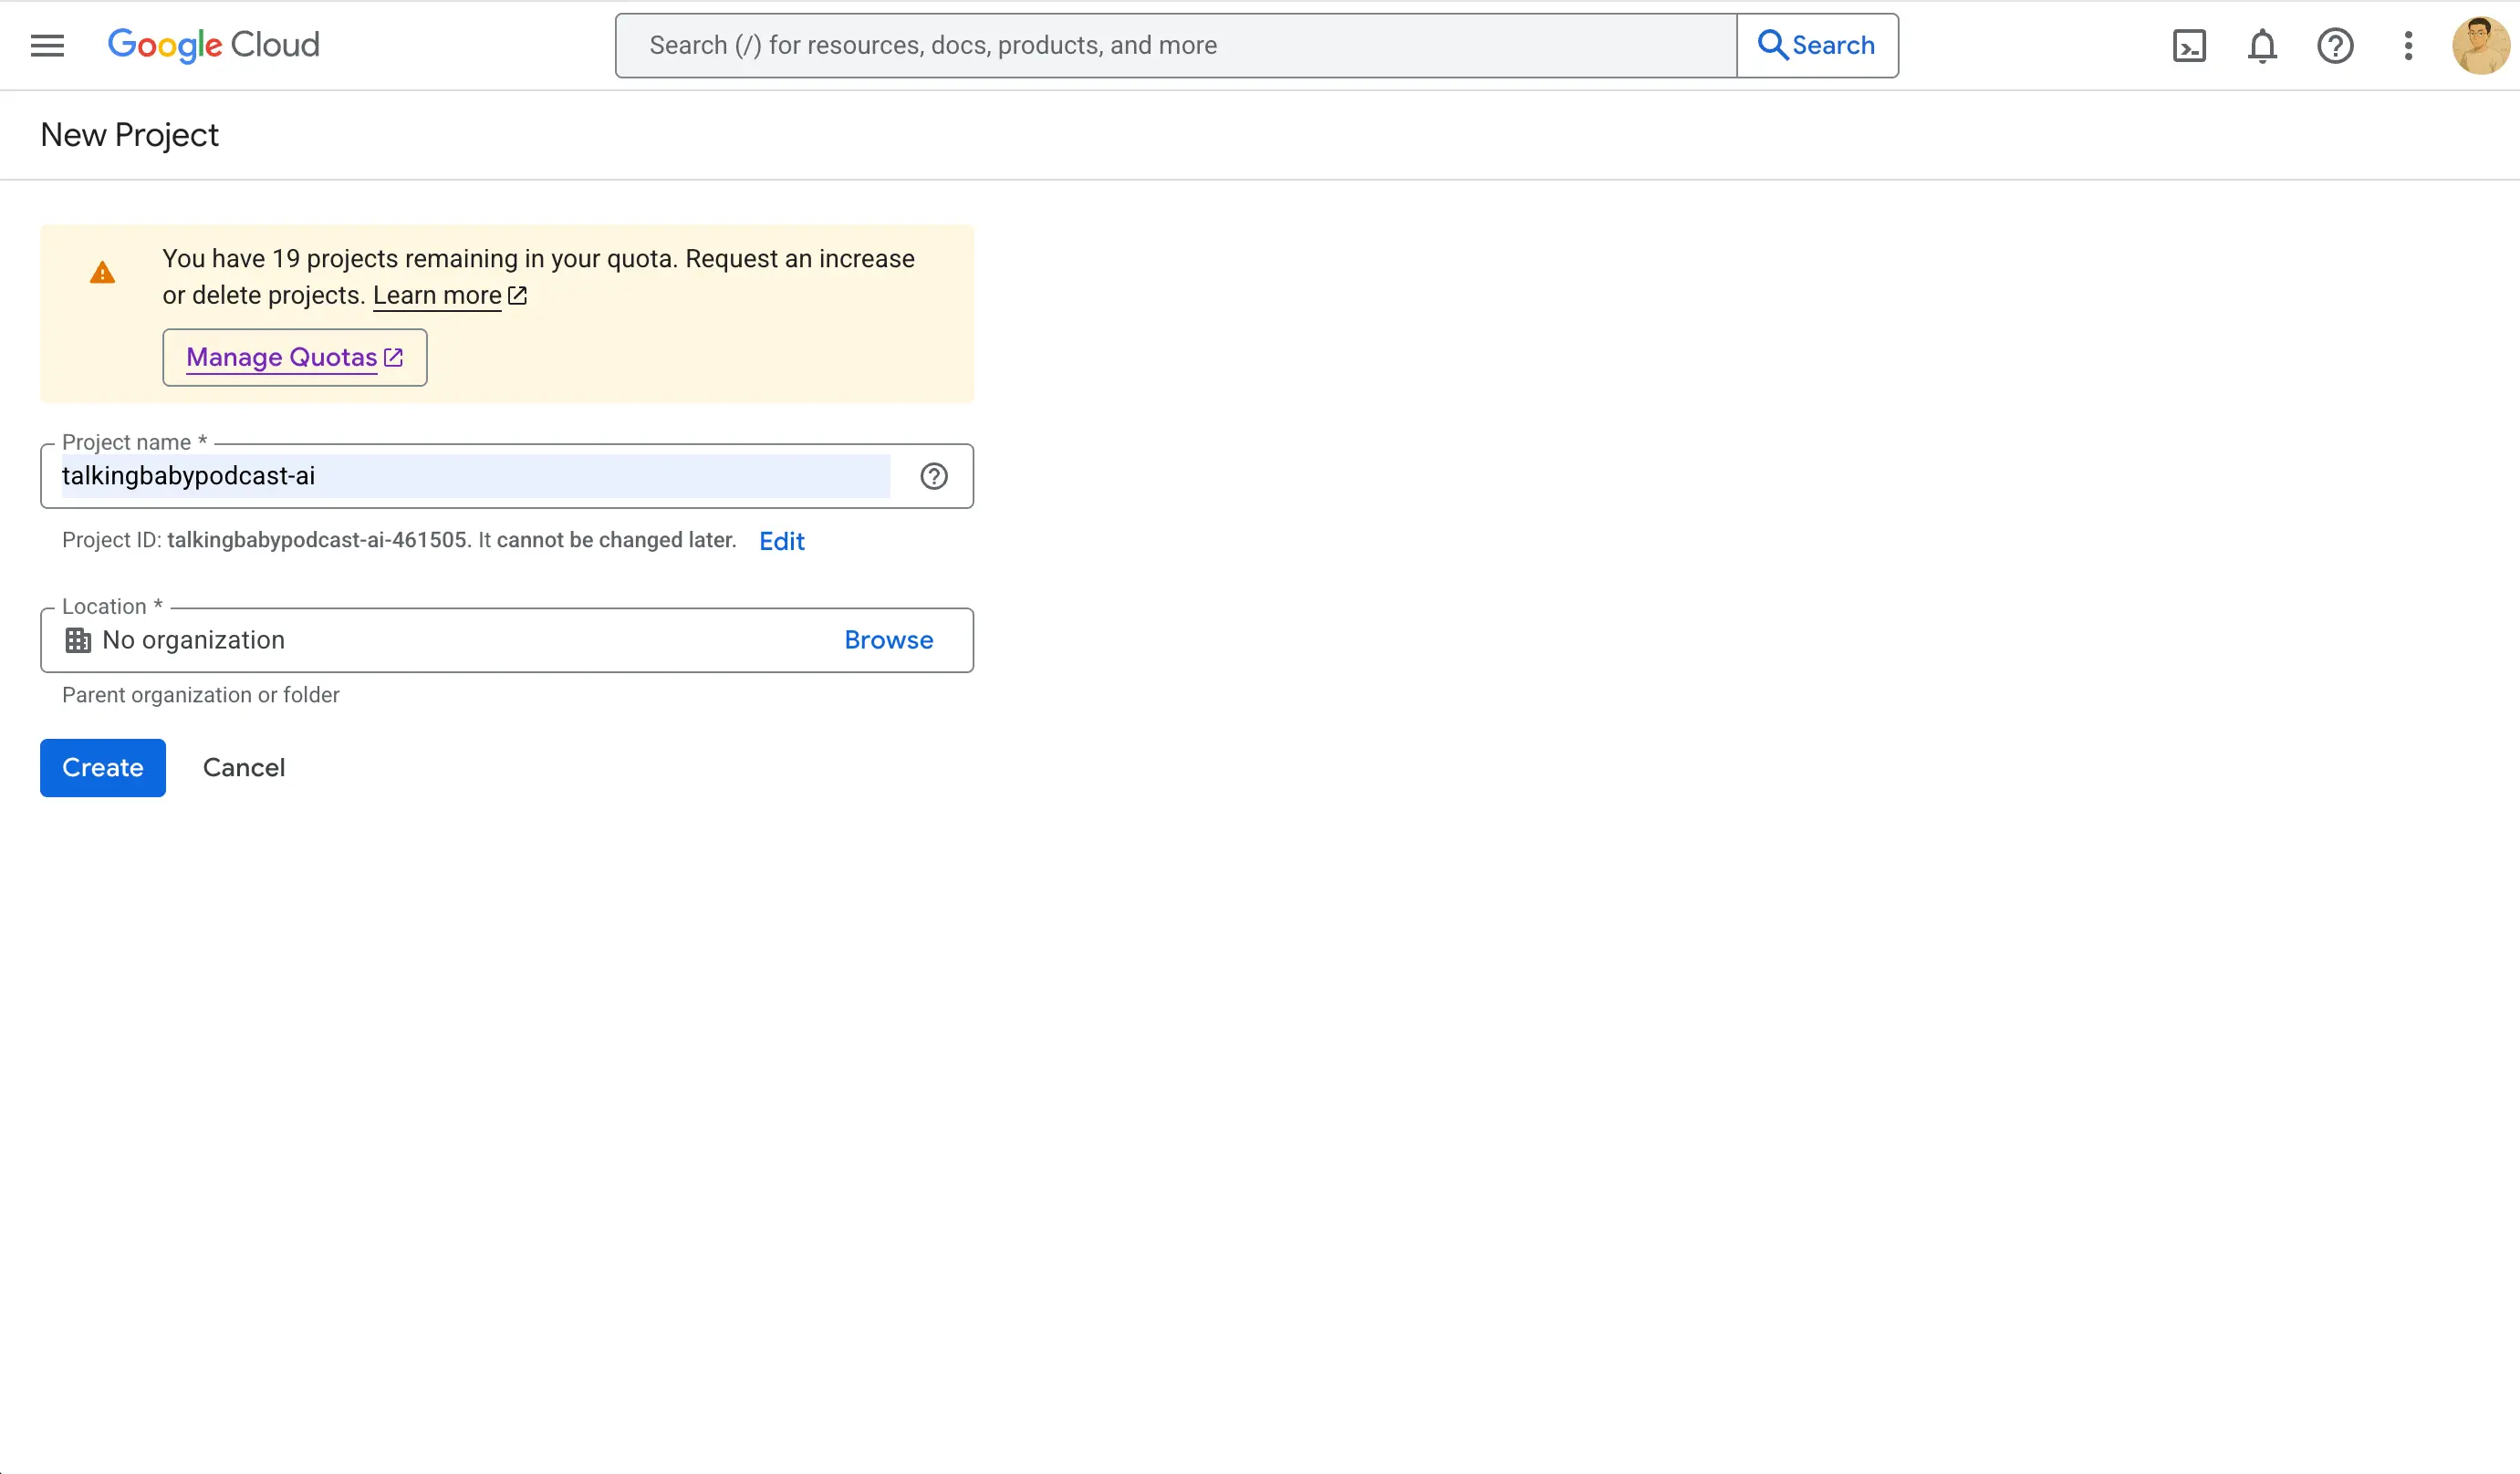 Google Cloud
Search (/) for resources, docs, products, and more
Search
New Project
You have 19 projects remaining in your quota. Request an increase
or delete projects. Learn more
Manage Quotas
Project name *
talkingbabypodcast-ai
Project ID: talkingbabypodcast-ai-461505. It cannot be changed later. Edit
Location *
No organization
Browse
Parent organization or folder
Create
Cancel